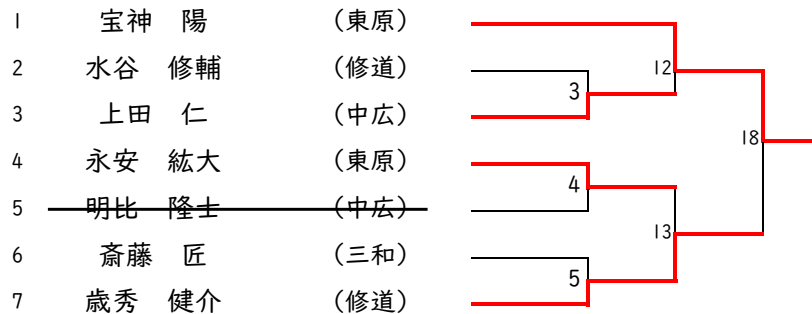 1 宝神 陽 （東原）
2 水谷 修輔 （修道）
3 上田 仁 （中広）
4 永安 紘大 （東原）
5 明比 隆士 （中広）
6 斎藤 匠 （三和）
7 歳秀 健介 （修道）
12
3
18
4
13
5